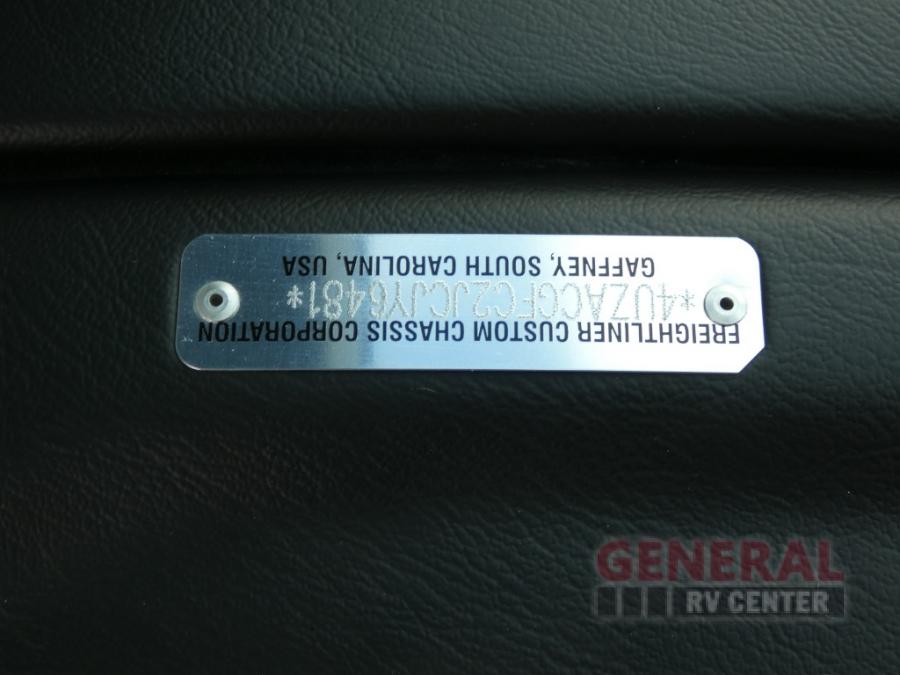 FREIGHTLINER CUSTOM CHASSIS CORPORATION
*4UZACGFC2JCJY6481*
GAFFNEY, SOUTH CAROLINA, USA
GENERAL
RV CENTER